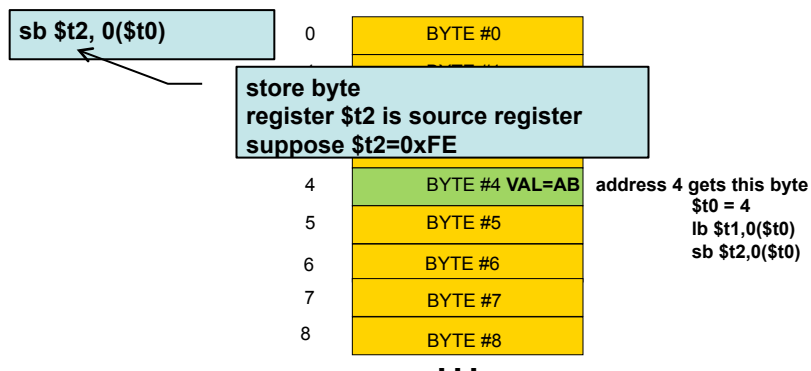 sb $t2, 0($t0)
0 BYTE #0
store byte
register $t2 is source register
suppose $t2=0xFE
4 BYTE #4 VAL=AB address 4 gets this byte
$t0 = 4
5 BYTE #5 lb $t1,0($t0)
sb $t2,0($t0)
6 BYTE #6
7 BYTE #7
8 BYTE #8
...